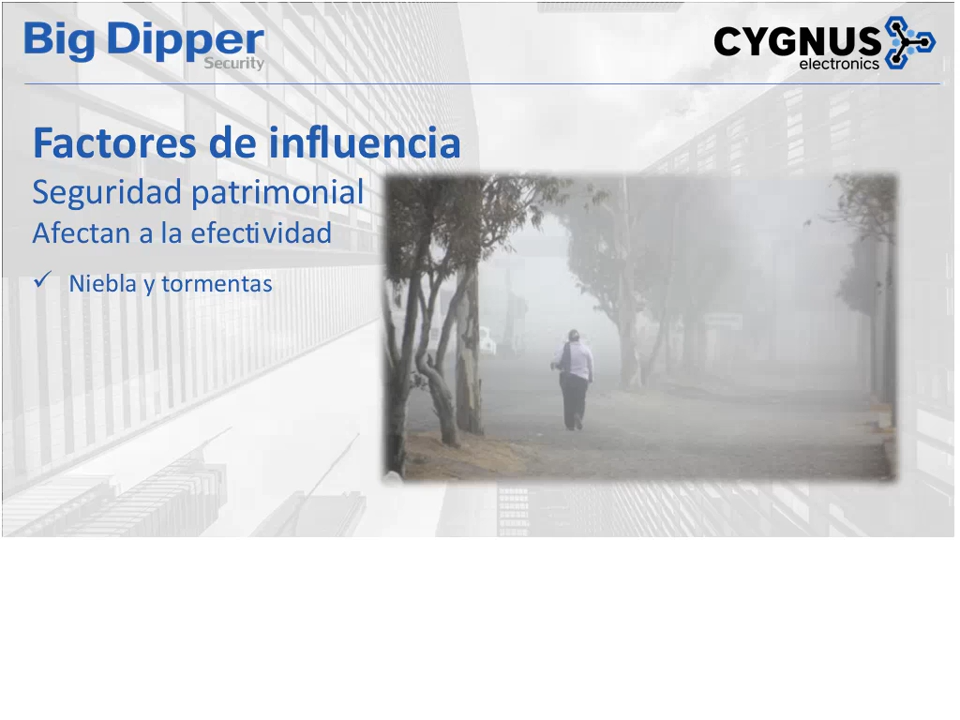 Big Dipper
Security
CYGNUS
electronics
Factores de influencia
Seguridad patrimonial
Afectan a la efectividad
✓ Niebla y tormentas